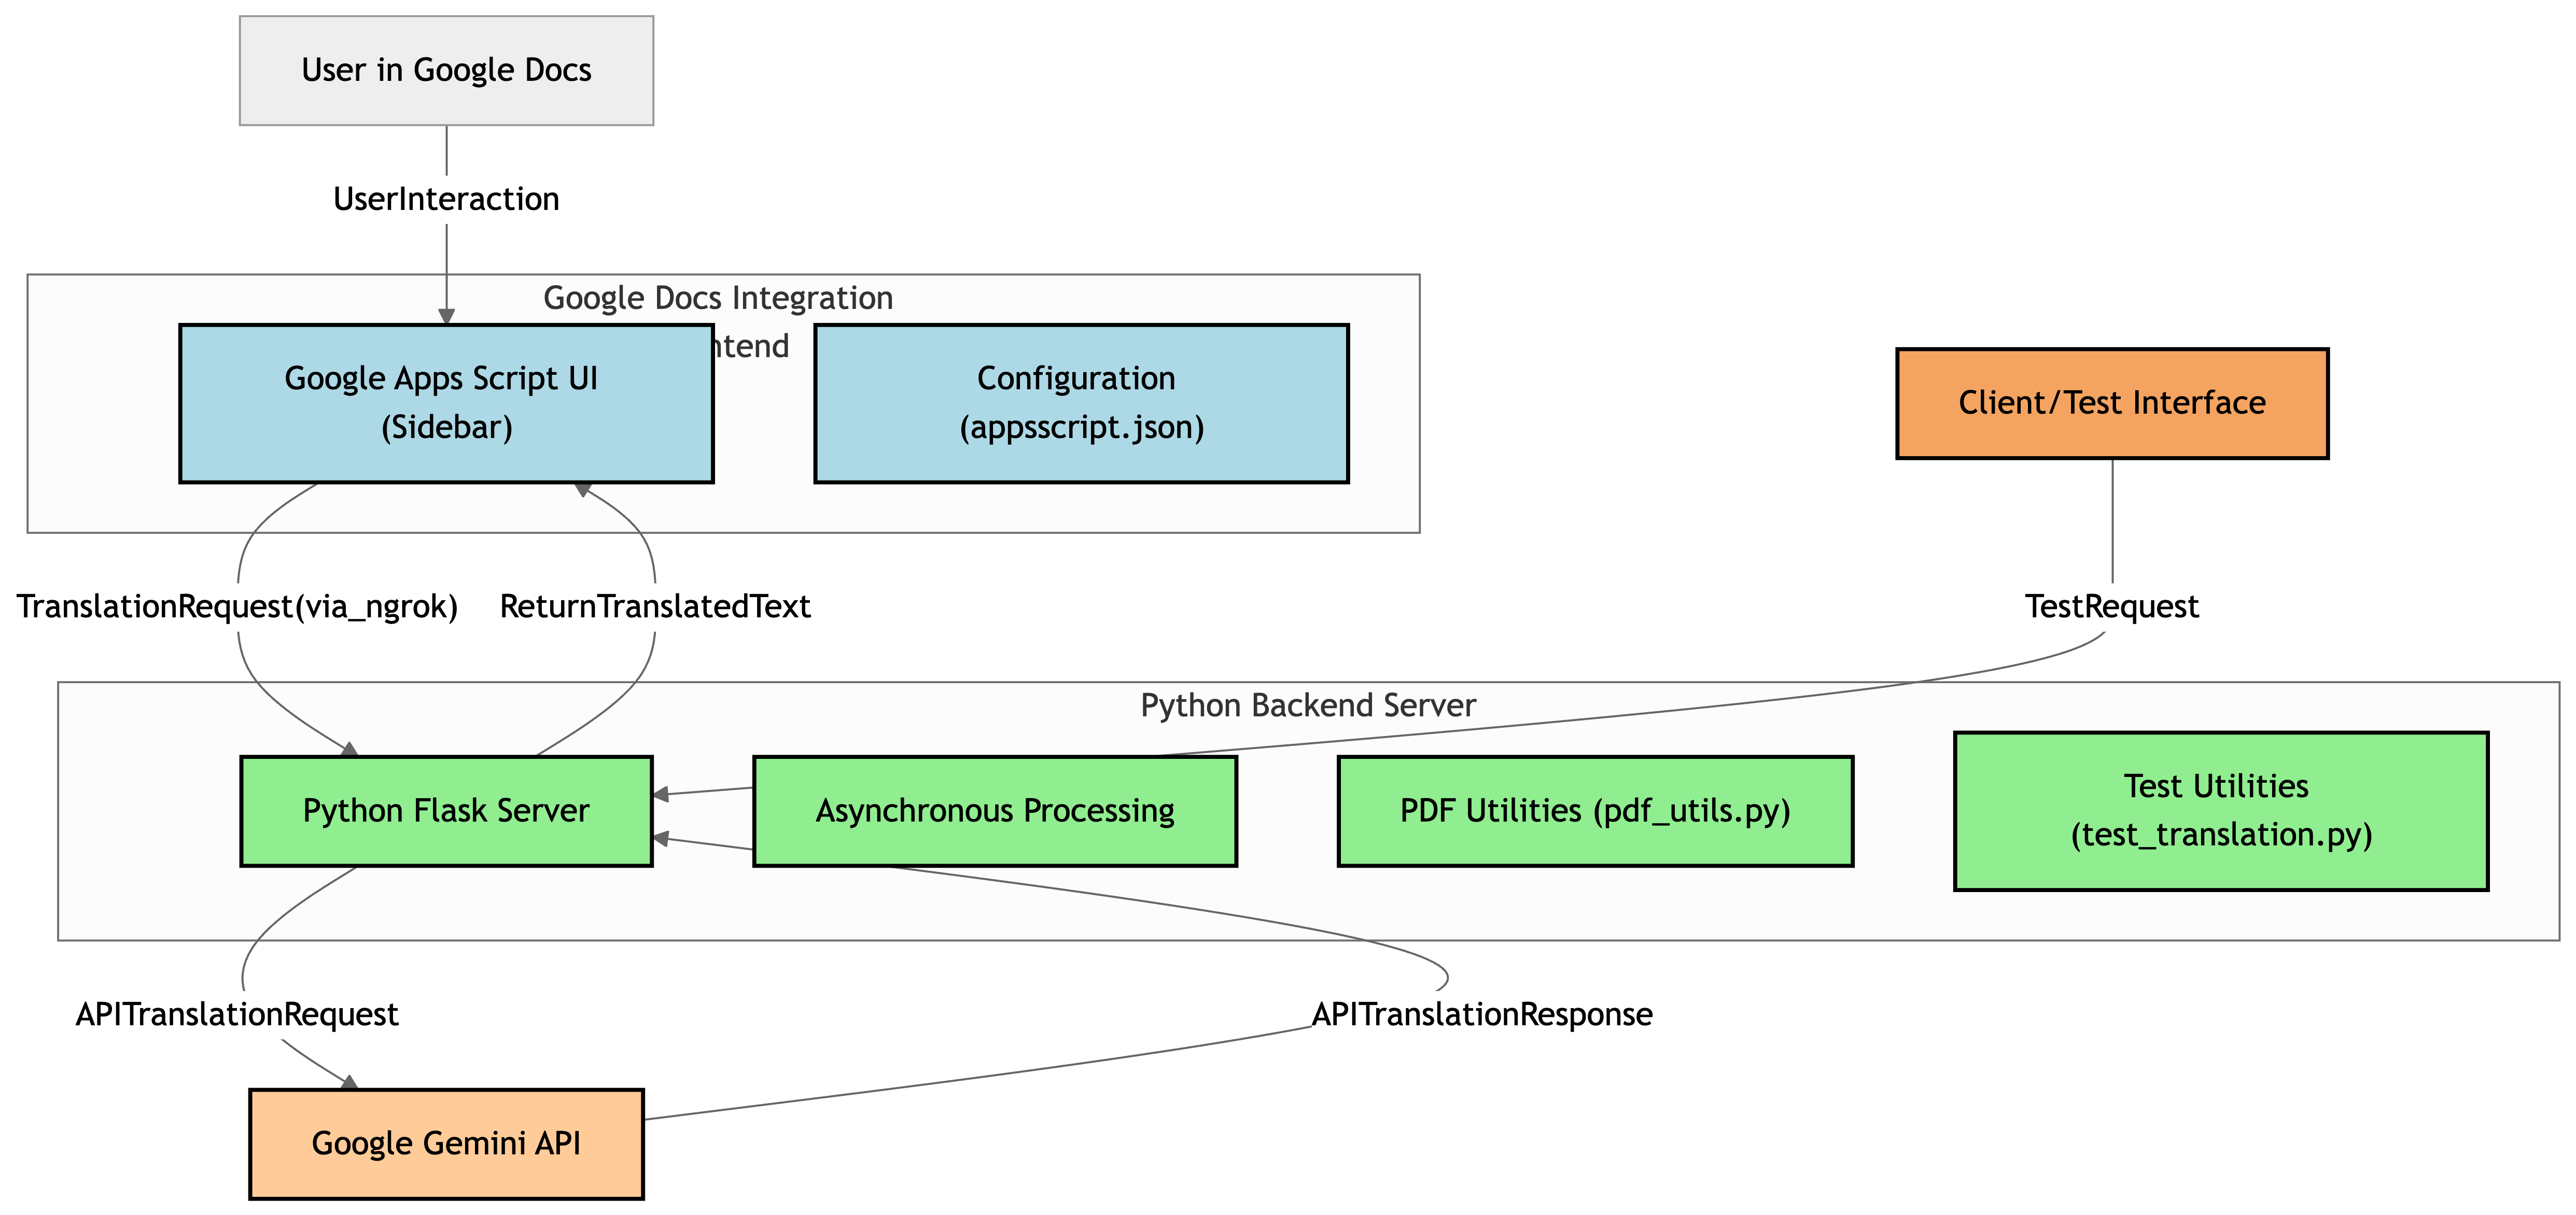 User in Google Docs
UserInteraction
Google Docs Integration
Google Apps Script UI
(Sidebar)
Configuration
(appsscript.json)
Client/Test Interface
TranslationRequest(via_ngrok)
ReturnTranslatedText
TestRequest
Python Backend Server
Python Flask Server
Asynchronous Processing
PDF Utilities (pdf_utils.py)
Test Utilities
(test_translation.py)
APITranslationRequest
APITranslationResponse
Google Gemini API